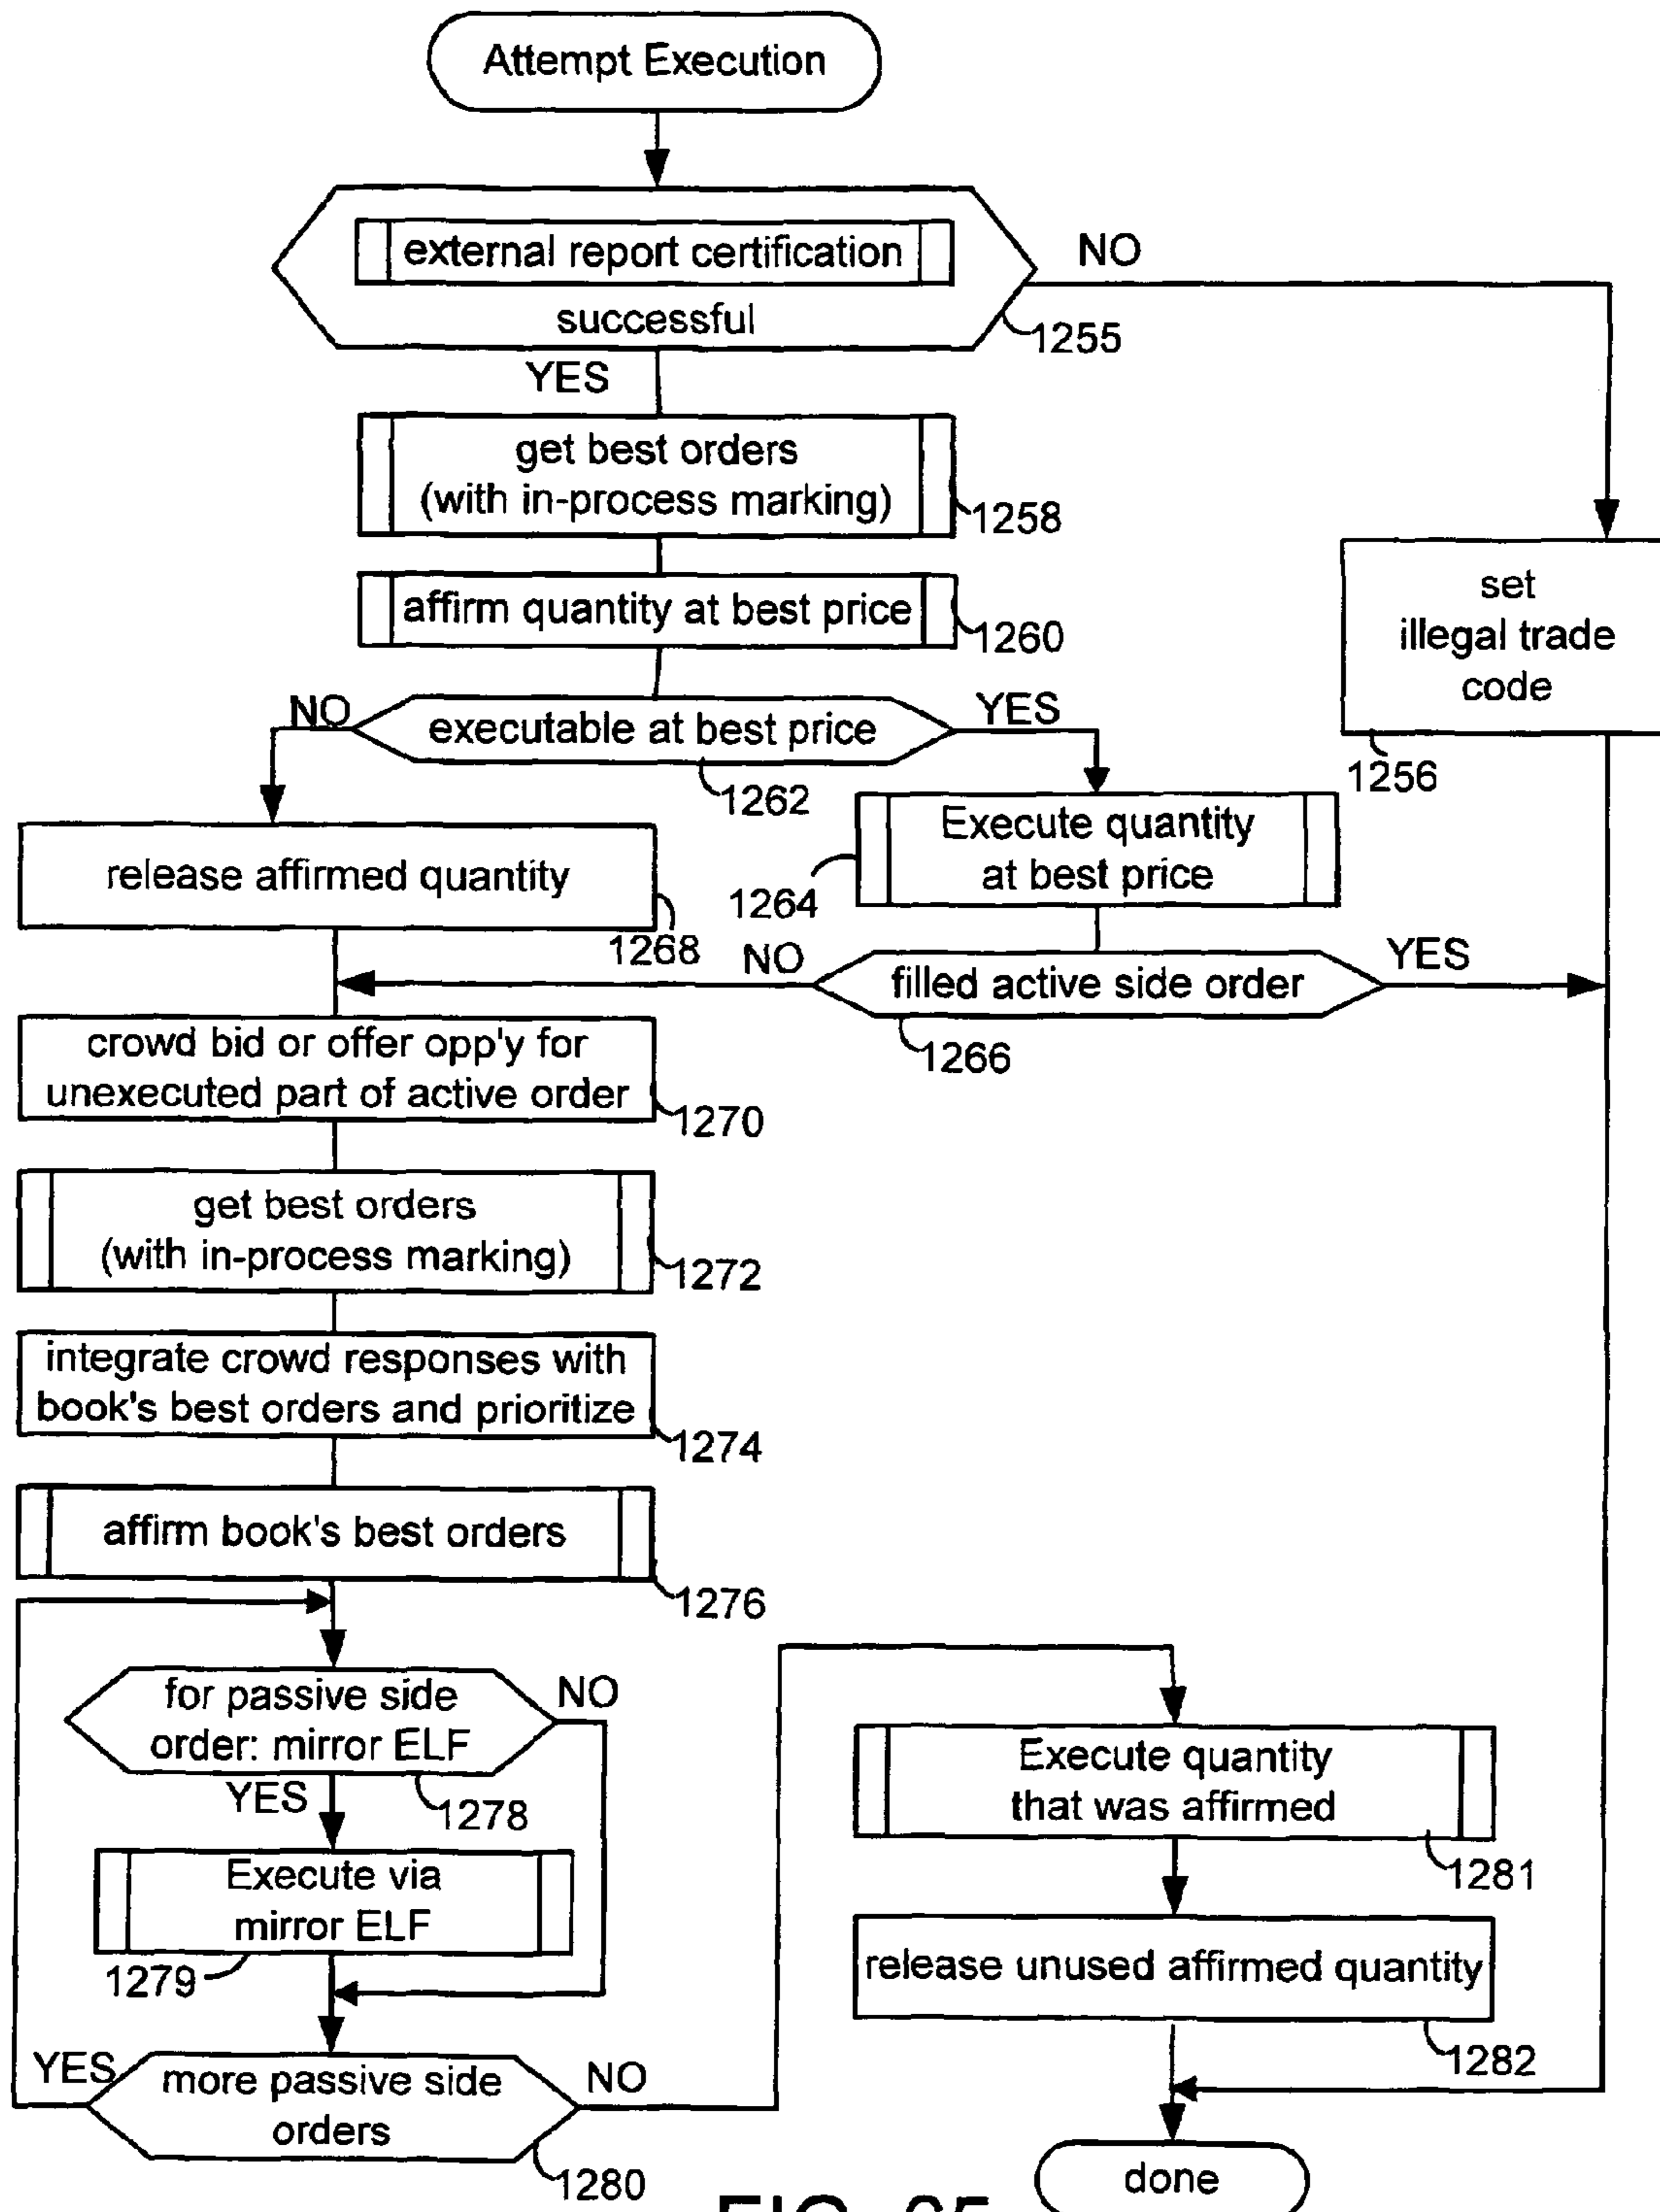 Attempt Execution
external report certification
successful
NO
1255
YES
get best orders
(with in-process marking)
1258
affirm quantity at best price
1260
set
illegal trade
code
1256
NO
executable at best price
YES
1262
Execute quantity
at best price
1264
release affirmed quantity
1268
NO
filled active side order
YES
1266
crowd bid or offer opp'y for
unexecuted part of active order
1270
get best orders
(with in-process marking)
1272
integrate crowd responses with
book's best orders and prioritize
1274
affirm book's best orders
1276
for passive side
order: mirror ELF
NO
YES
1278
Execute via
mirror ELF
1279
YES
more passive side
orders
NO
1280
Execute quantity
that was affirmed
1281
release unused affirmed quantity
1282
done
FIG. 65